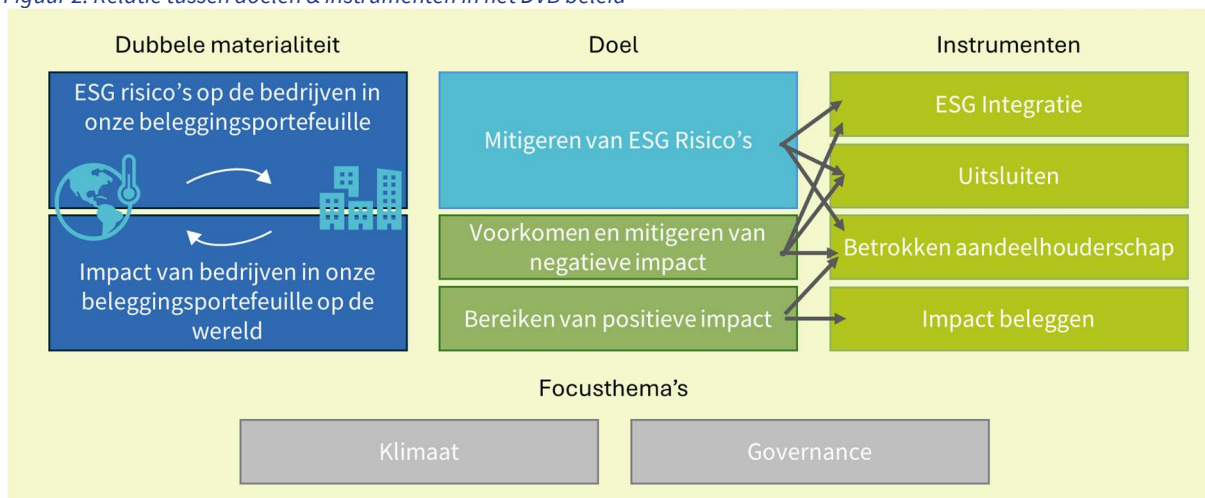 Figuur 2: Relatie tussen doelen & instrumenten in het DVB beleid
Dubbele materialiteit
Doel
Instrumenten
ESG risico's op de bedrijven in
onze beleggingsportefeuille
Impact van bedrijven in onze
beleggingsportefeuille op de
wereld
Mitigeren van ESG Risico's
Voorkomen en mitigeren van
negatieve impact
Bereiken van positieve impact
ESG Integratie
Uitsluiten
Betrokken aandeelhouderschap
Impact beleggen
Focusthema's
Klimaat
Governance